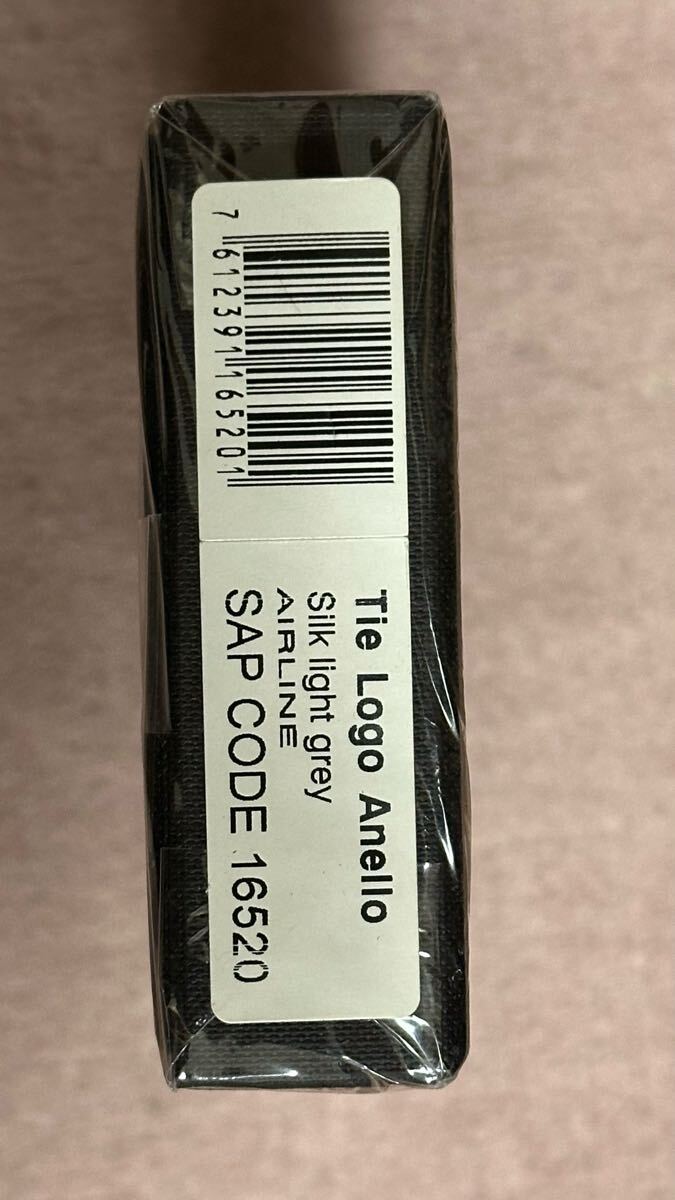 7 612391 165201
Tie Logo Anello
Silk light grey
AIRLINE
SAP CODE 16520